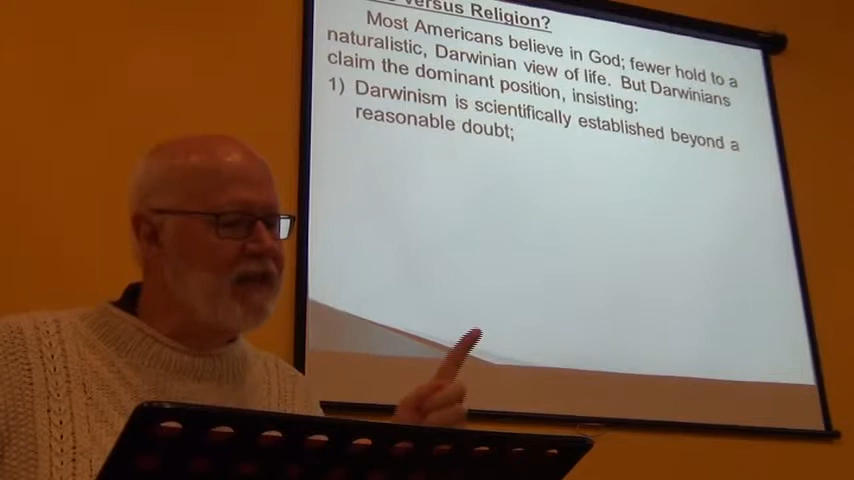 versus Religion?
Most Americans believe in God; fewer hold to a
naturalistic, Darwinian view of life. But Darwinians
claim the dominant position, insisting:
1) Darwinism is scientifically established, beyond a
reasonable doubt;